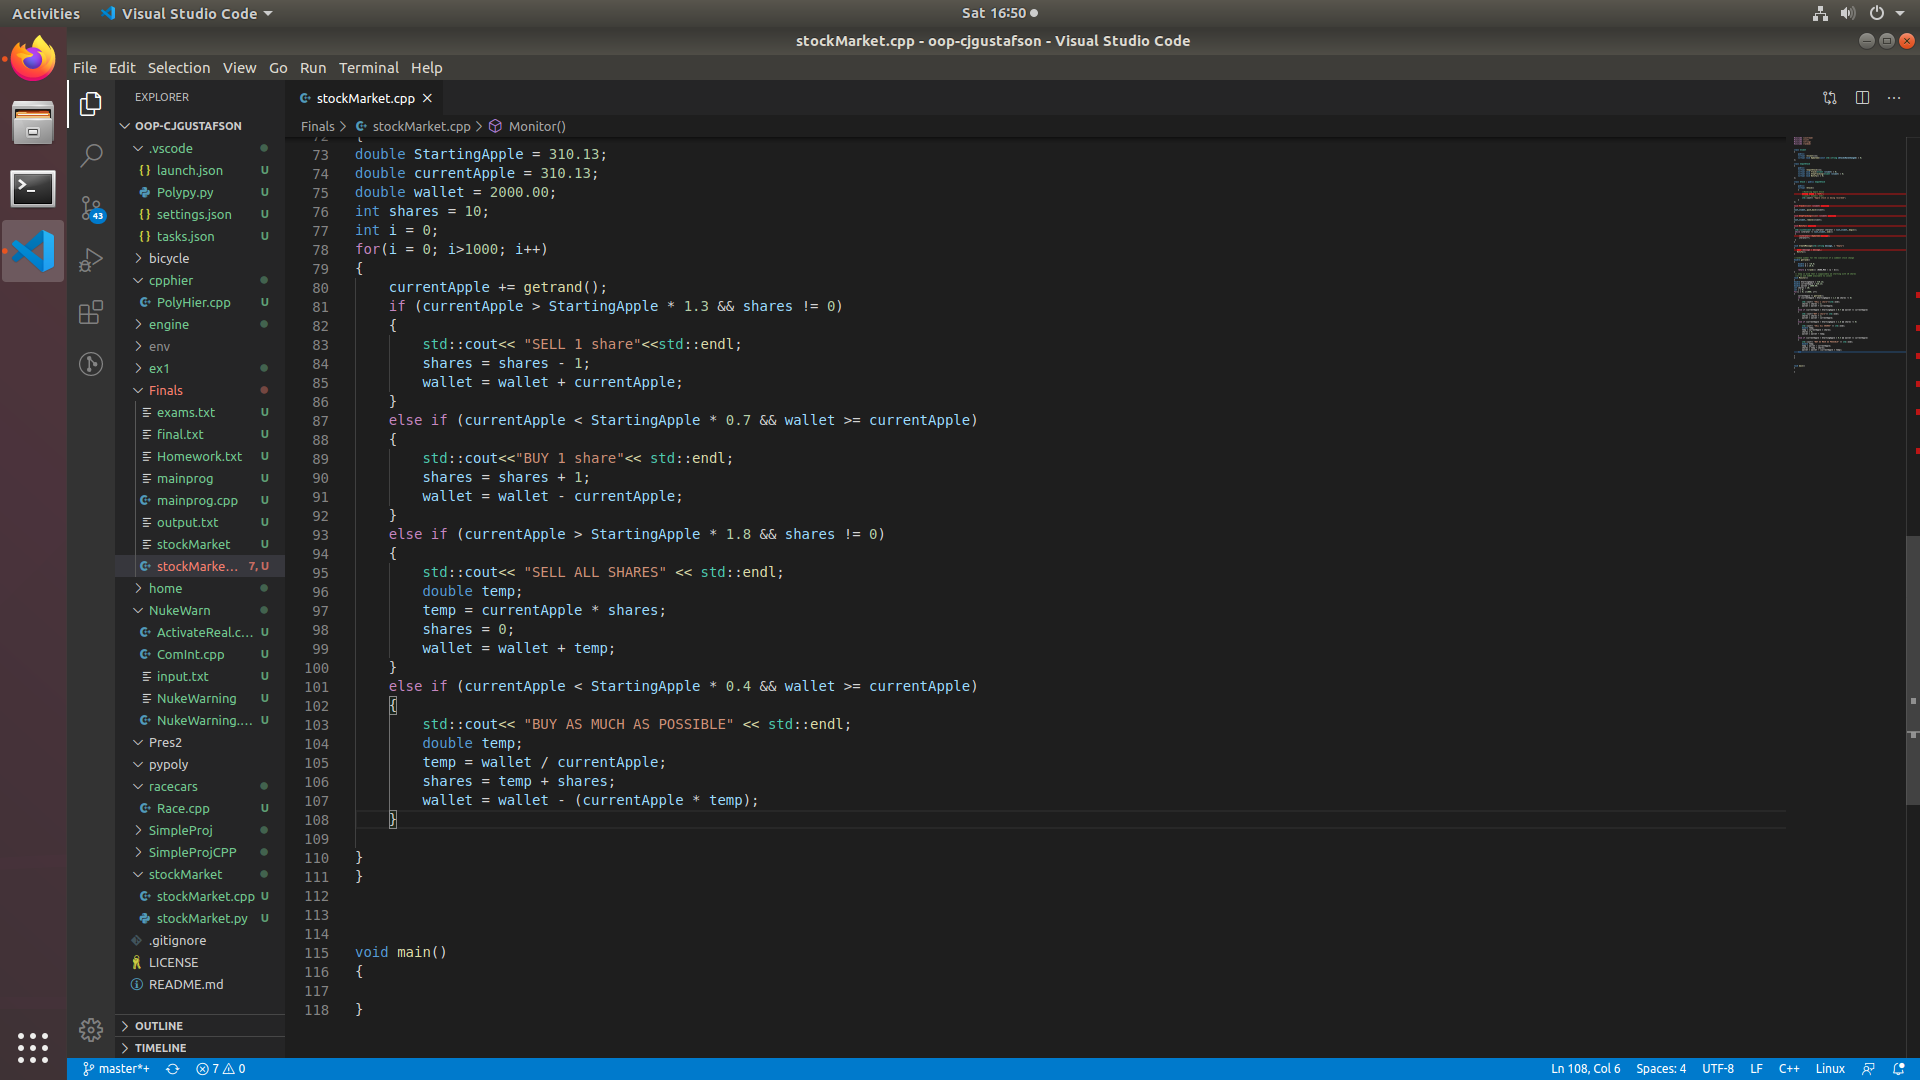 Activities
Visual Studio Code
Sat 16:50
stockMarket.cpp - oop-cjgustafson - Visual Studio Code
File Edit Selection View Go Run Terminal Help
EXPLORER
OOP-CJGUSTAFSON
.vscode
launch.json U
Polypy.py U
settings.json U
tasks.json U
bicycle
cpphier
PolyHier.cpp U
engine
env
ex1
Finals
exams.txt U
final.txt U
Homework.txt U
mainprog U
mainprog.cpp U
output.txt U
stockMarket U
stockMarke... 7, U
home
NukeWarn
ActivateReal.c... U
ComInt.cpp U
input.txt U
NukeWarning U
NukeWarning.... U
Pres2
pypoly
racecars
Race.cpp U
SimpleProj
SimpleProjCPP
stockMarket
stockMarket.cpp U
stockMarket.py U
.gitignore
LICENSE
README.md
OUTLINE
TIMELINE
43
stockMarket.cpp
Finals > stockMarket.cpp > Monitor()
72 {
73 double StartingApple = 310.13;
74 double currentApple = 310.13;
75 double wallet = 2000.00;
76 int shares = 10;
77 int i = 0;
78 for(i = 0; i>1000; i++)
79 {
80 currentApple += getrand();
81 if (currentApple > StartingApple * 1.3 && shares != 0)
82 {
83 std::cout<< "SELL 1 share"<<std::endl;
84 shares = shares - 1;
85 wallet = wallet + currentApple;
86 }
87 else if (currentApple < StartingApple * 0.7 && wallet >= currentApple)
88 {
89 std::cout<<"BUY 1 share"<< std::endl;
90 shares = shares + 1;
91 wallet = wallet - currentApple;
92 }
93 else if (currentApple > StartingApple * 1.8 && shares != 0)
94 {
95 std::cout<< "SELL ALL SHARES" << std::endl;
96 double temp;
97 temp = currentApple * shares;
98 shares = 0;
99 wallet = wallet + temp;
100 }
101 else if (currentApple < StartingApple * 0.4 && wallet >= currentApple)
102 {
103 std::cout<< "BUY AS MUCH AS POSSIBLE" << std::endl;
104 double temp;
105 temp = wallet / currentApple;
106 shares = temp + shares;
107 wallet = wallet - (currentApple * temp);
108 }
109
110 }
111 }
112
113
114
115 void main()
116 {
117
118 }
master*+ 7 0 Ln 108, Col 6 Spaces: 4 UTF-8 LF C++ Linux